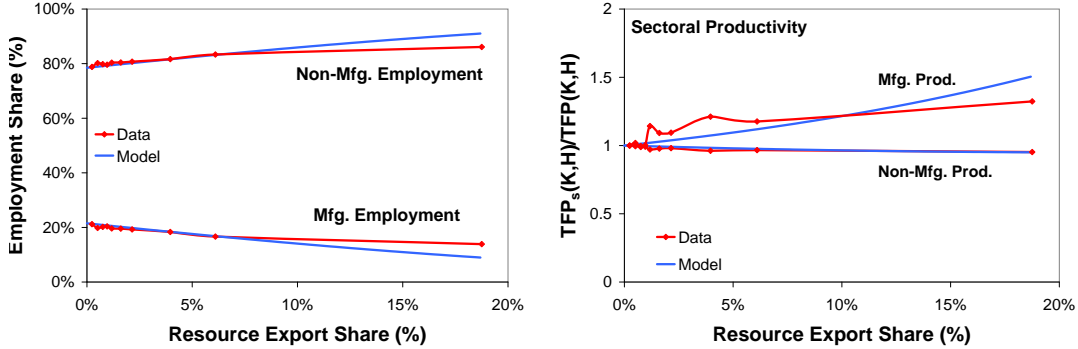 Employment Share (%)
100%
80%
60%
40%
20%
0%
Non-Mfg. Employment
Data
Model
Mfg. Employment
0%
5%
10%
15%
20%
Resource Export Share (%)
TFPs(K,H)/TFP(K,H)
2
1.5
1
0.5
0
Sectoral Productivity
Mfg. Prod.
Non-Mfg. Prod.
Data
Model
0%
5%
10%
15%
20%
Resource Export Share (%)